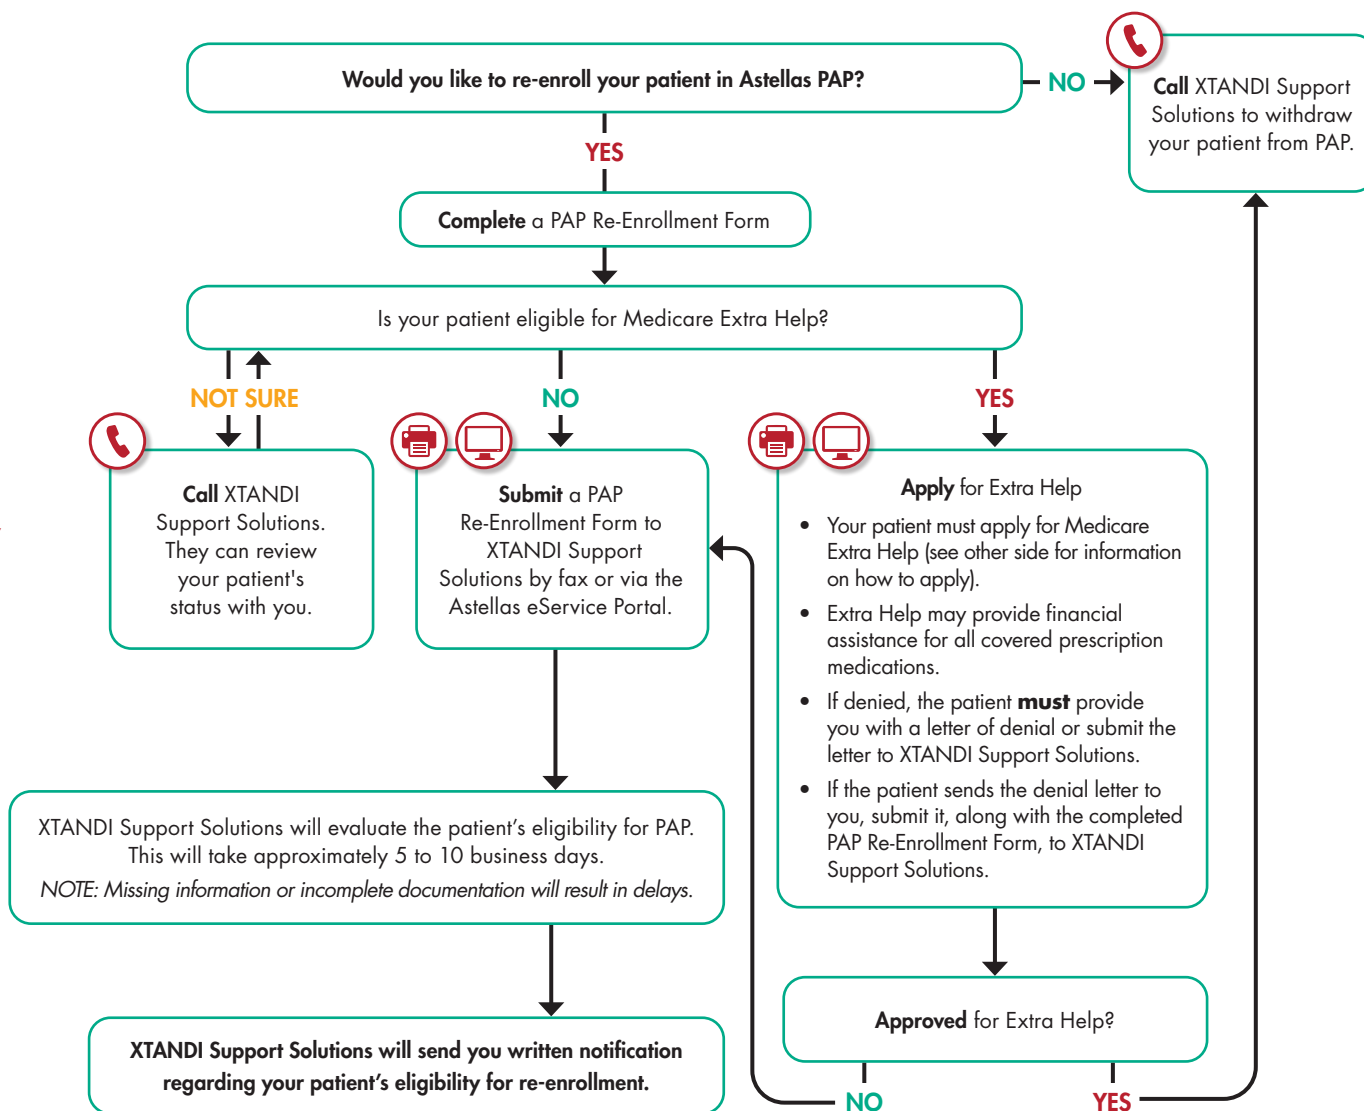 Would you like to re-enroll your patient in Astellas PAP?
NO
Call XTANDI Support
Solutions to withdraw
your patient from PAP.
YES
Complete a PAP Re-Enrollment Form
Is your patient eligible for Medicare Extra Help?
NOT SURE
NO
YES
Call XTANDI
Support Solutions.
They can review
your patient's
status with you.
Submit a PAP
Re-Enrollment Form to
XTANDI Support
Solutions by fax or via the
Astellas eService Portal.
Apply for Extra Help
• Your patient must apply for Medicare
Extra Help (see other side for information
on how to apply).
• Extra Help may provide financial
assistance for all covered prescription
medications.
• If denied, the patient must provide
you with a letter of denial or submit the
letter to XTANDI Support Solutions.
• If the patient sends the denial letter to
you, submit it, along with the completed
PAP Re-Enrollment Form, to XTANDI
Support Solutions.
XTANDI Support Solutions will evaluate the patient’s eligibility for PAP.
This will take approximately 5 to 10 business days.
NOTE: Missing information or incomplete documentation will result in delays.
Approved for Extra Help?
XTANDI Support Solutions will send you written notification
regarding your patient’s eligibility for re-enrollment.
NO
YES